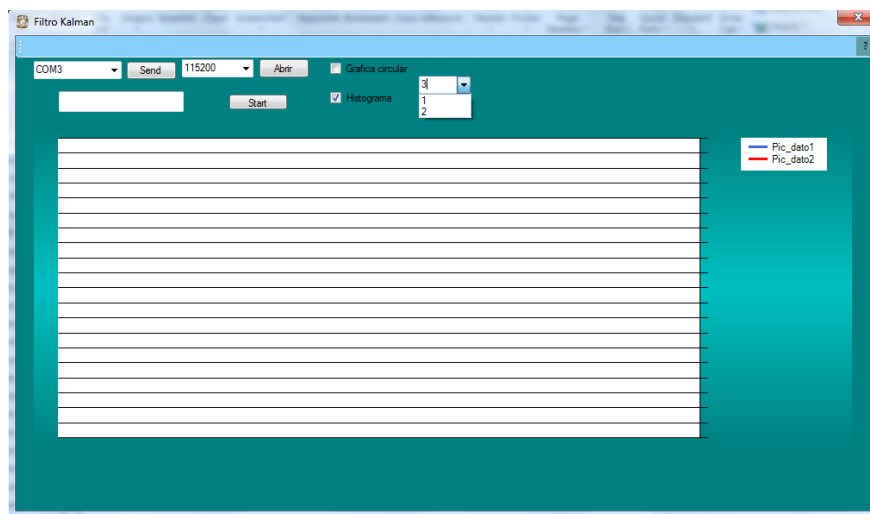 Filtro Kalman
?
COM3 Send 115200 Abrir Grafica circular
3
Start Histograma
1
2
Pic_dato1
Pic_dato2